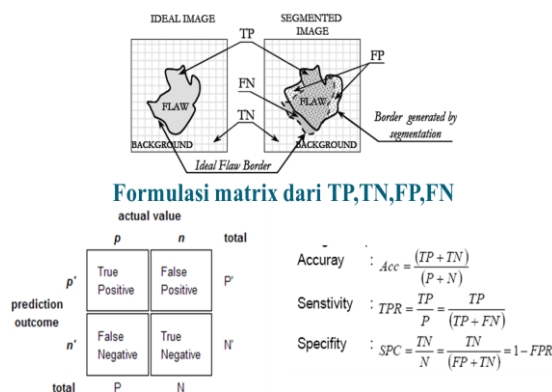 IDEAL IMAGE
SEGMENTED IMAGE
TP
FP
FN
TN
FLAW
FLAW
BACKGROUND
BACKGROUND
Ideal Flaw Border
Border generated by segmentation
Formulasi matrix dari TP,TN,FP,FN
actual value
p n total
p' True Positive False Positive P'
prediction outcome
n' False Negative True Negative N'
total P N
Accuray : Acc = (TP + TN) / (P + N)
Senstivity : TPR = TP / P = TP / (TP + FN)
Specifity : SPC = TN / N = TN / (FP + TN) = 1 − FPR